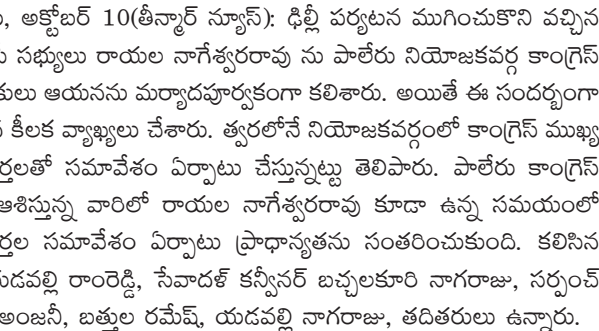 , అక్టోబర్ 10(తీన్మార్ న్యూస్): ఢిల్లీ పర్యటన ముగించుకొని వచ్చిన
సభ్యులు రాయల నాగేశ్వరరావు ను పాలేరు నియోజకవర్గ కాంగ్రెస్
కులు ఆయనను మర్యాదపూర్వకంగా కలిశారు. అయితే ఈ సందర్భంగా
కీలక వ్యాఖ్యలు చేశారు. త్వరలోనే నియోజకవర్గంలో కాంగ్రెస్ ముఖ్య
ర్తలతో సమావేశం ఏర్పాటు చేస్తున్నట్టు తెలిపారు. పాలేరు కాంగ్రెస్
ఆశిస్తున్న వారిలో రాయల నాగేశ్వరరావు కూడా ఉన్న సమయంలో
ర్తల సమావేశం ఏర్పాటు ప్రాధాన్యతను సంతరించుకుంది. కలిసిన
యడవల్లి రాంరెడ్డి, సేవాదళ్ కన్వీనర్ బచ్చలకూరి నాగరాజు, సర్పంచ్
అంజనీ, బత్తుల రమేష్, యడవల్లి నాగరాజు, తదితరులు ఉన్నారు.